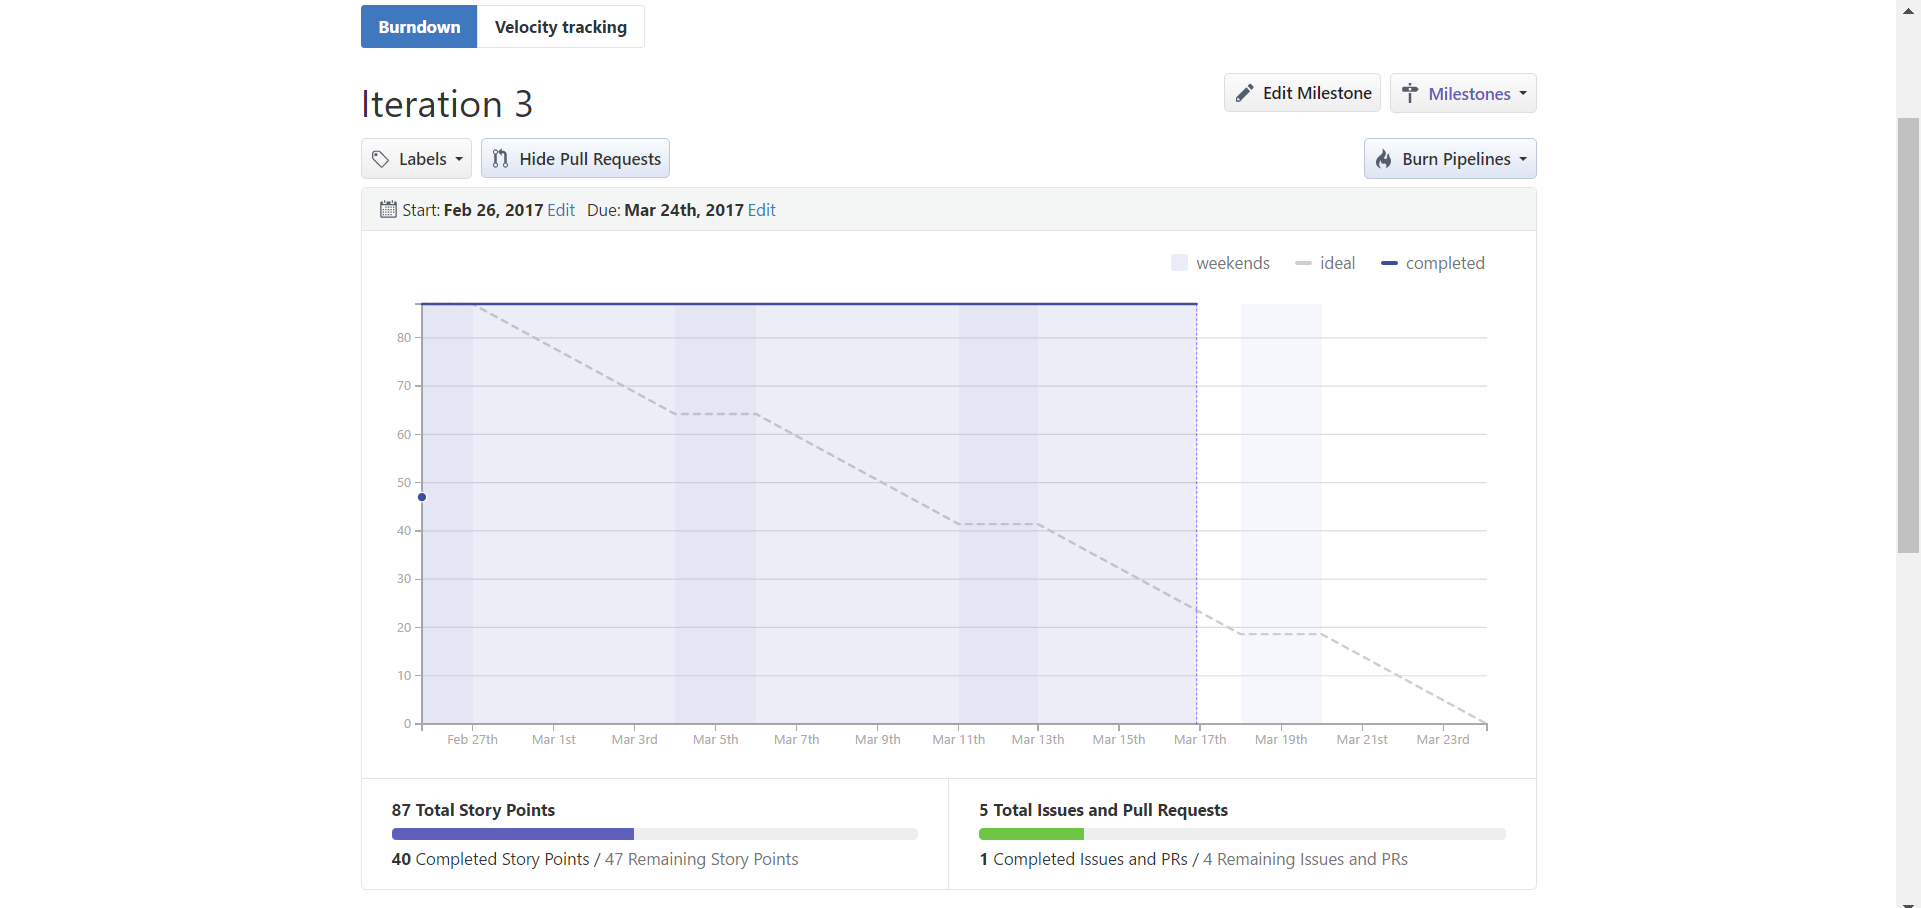 Burndown Velocity tracking
Iteration 3
Edit Milestone Milestones
Labels Hide Pull Requests Burn Pipelines
Start: Feb 26, 2017 Edit Due: Mar 24th, 2017 Edit
weekends ideal completed
80
70
60
50
40
30
20
10
0
Feb 27th Mar 1st Mar 3rd Mar 5th Mar 7th Mar 9th Mar 11th Mar 13th Mar 15th Mar 17th Mar 19th Mar 21st Mar 23rd
87 Total Story Points
40 Completed Story Points / 47 Remaining Story Points
5 Total Issues and Pull Requests
1 Completed Issues and PRs / 4 Remaining Issues and PRs